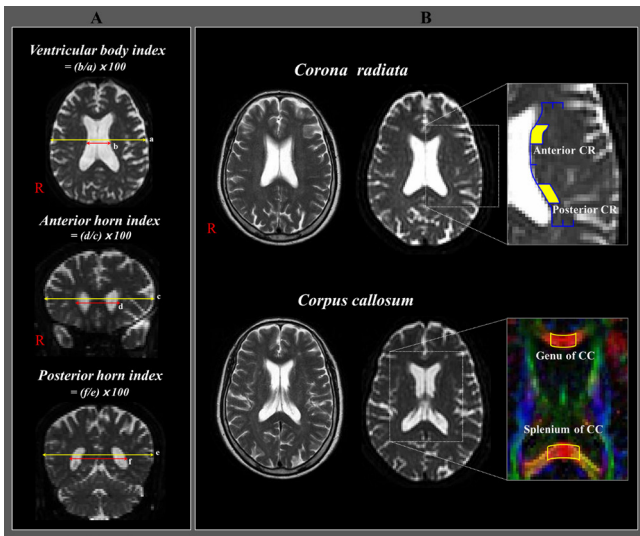 A
Ventricular body index
= (b/a) x 100
a
b
R
Anterior horn index
= (d/c) x 100
c
d
R
Posterior horn index
= (f/e) x 100
e
f
B
Corona radiata
Anterior CR
Posterior CR
R
Corpus callosum
Genu of CC
Splenium of CC